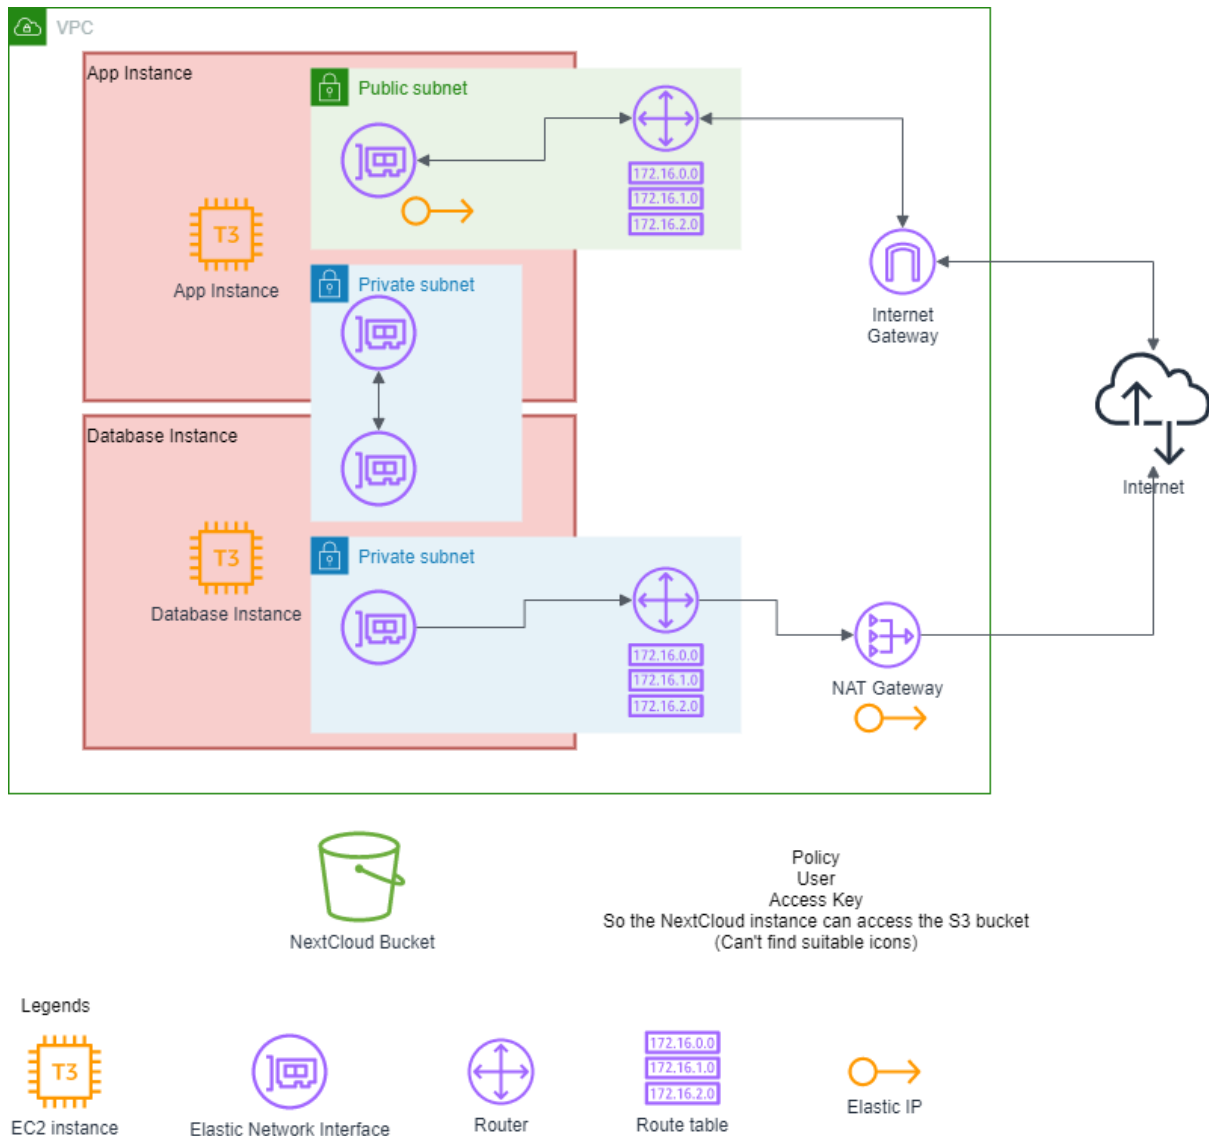 VPC
App Instance
Public subnet
172.16.0.0
172.16.1.0
172.16.2.0
T3
App Instance
Private subnet
Internet
Gateway
Database Instance
Internet
T3
Database Instance
Private subnet
172.16.0.0
172.16.1.0
172.16.2.0
NAT Gateway
NextCloud Bucket
Policy
User
Access Key
So the NextCloud instance can access the S3 bucket
(Can't find suitable icons)
Legends
T3
EC2 instance
Elastic Network Interface
Router
172.16.0.0
172.16.1.0
172.16.2.0
Route table
Elastic IP